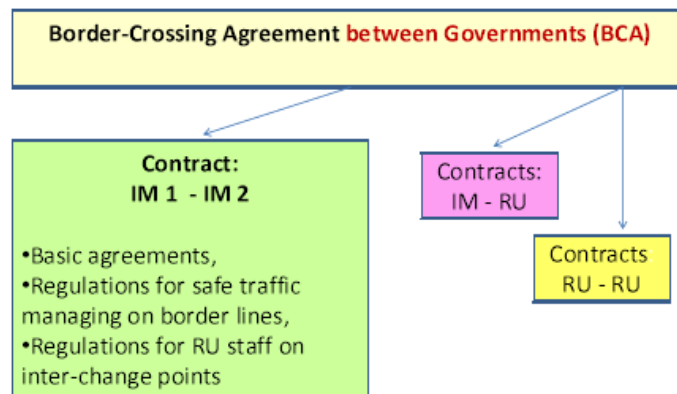 Border-Crossing Agreement between Governments (BCA)
Contract:
IM 1 - IM 2
•Basic agreements,
•Regulations for safe traffic
managing on border lines,
•Regulations for RU staff on
inter-change points
Contracts:
IM - RU
Contracts
RU - RU